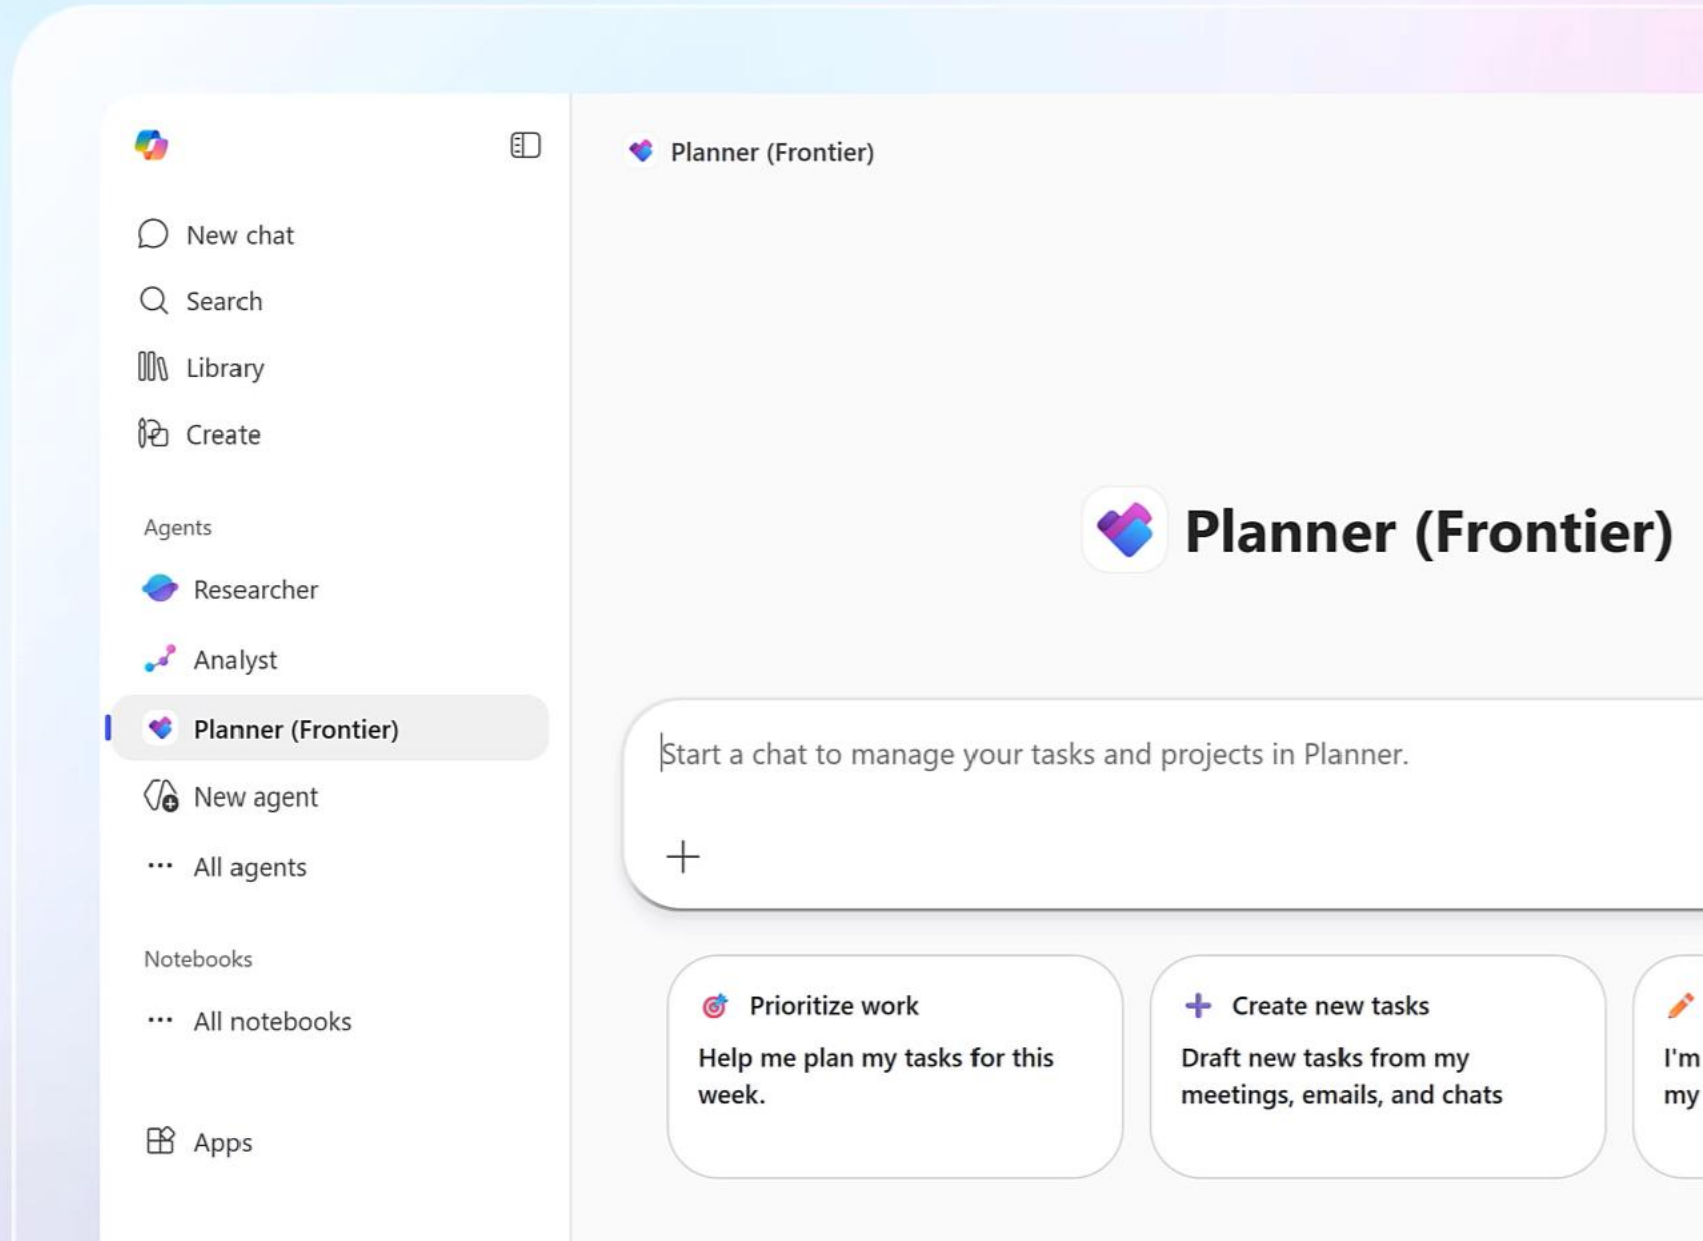 New chat
Search
Library
Create
Agents
Researcher
Analyst
Planner (Frontier)
New agent
All agents
Notebooks
All notebooks
Apps
Planner (Frontier)
Planner (Frontier)
Start a chat to manage your tasks and projects in Planner.
Prioritize work
Help me plan my tasks for this
week.
Create new tasks
Draft new tasks from my
meetings, emails, and chats
I'm
my